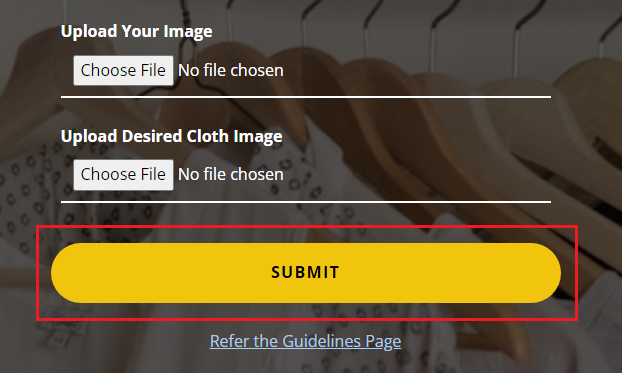 Upload Your Image
Choose File No file chosen
Upload Desired Cloth Image
Choose File No file chosen
SUBMIT
Refer the Guidelines Page